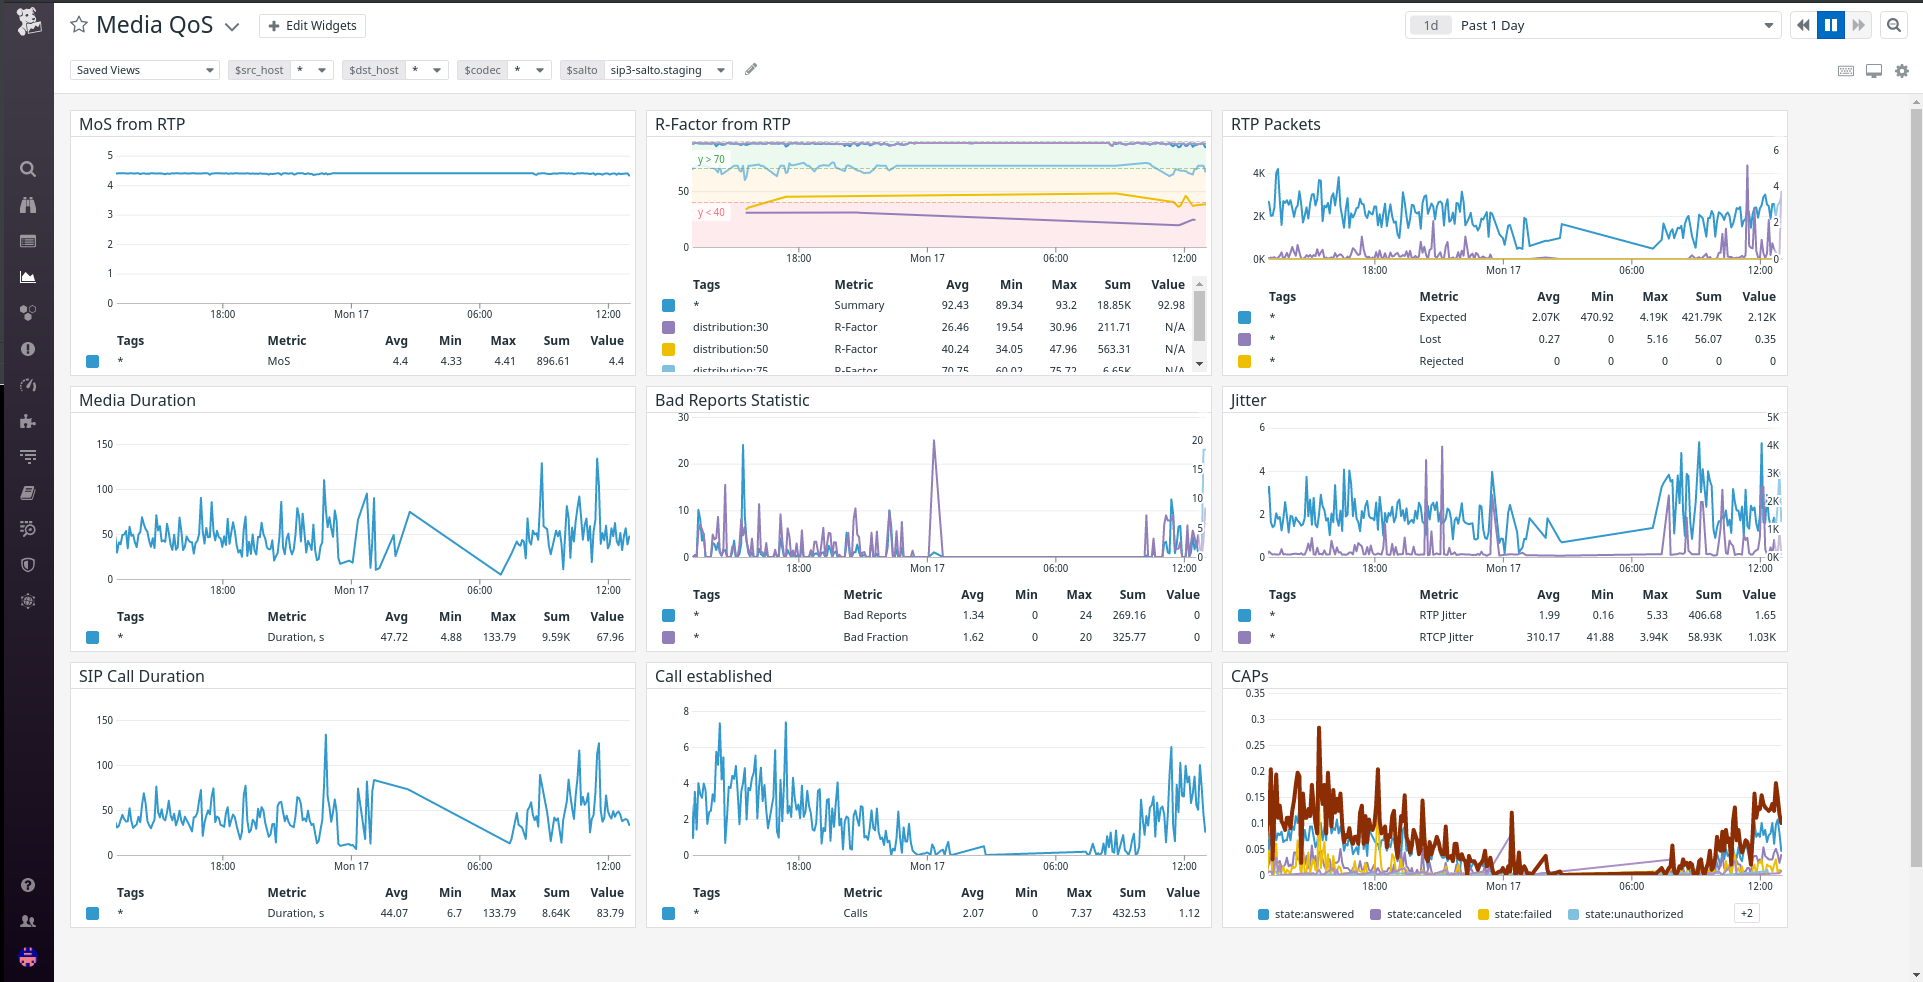 Media QoS
Edit Widgets
1d Past 1 Day
Saved Views
$src_host *
$dst_host *
$codec *
$salto sip3-salto.staging
MoS from RTP
5
4
3
2
1
0
18:00 Mon 17 06:00 12:00
Tags Metric Avg Min Max Sum Value
* MoS 4.4 4.33 4.41 896.61 4.4
R-Factor from RTP
y > 70
50
y < 40
0
18:00 Mon 17 06:00 12:00
Tags Metric Avg Min Max Sum Value
* Summary 92.43 89.34 93.2 18.85K 92.98
distribution:30 R-Factor 26.46 19.54 30.96 211.71 N/A
distribution:50 R-Factor 40.24 34.05 47.96 563.31 N/A
distribution:75 R-Factor 70.75 60.02 75.72 6.65K N/A
RTP Packets
6
4K 4
2K 2
0K 0
18:00 Mon 17 06:00 12:00
Tags Metric Avg Min Max Sum Value
* Expected 2.07K 470.92 4.19K 421.79K 2.12K
* Lost 0.27 0 5.16 56.07 0.35
* Rejected 0 0 0 0 0
Media Duration
150
100
50
0
18:00 Mon 17 06:00 12:00
Tags Metric Avg Min Max Sum Value
* Duration, s 47.72 4.88 133.79 9.59K 67.96
Bad Reports Statistic
30
20
20
15
10
10
5
0 0
18:00 Mon 17 06:00 12:00
Tags Metric Avg Min Max Sum Value
* Bad Reports 1.34 0 24 269.16 0
* Bad Fraction 1.62 0 20 325.77 0
Jitter
5K
6
4K
4 3K
2K
2 1K
0 0K
18:00 Mon 17 06:00 12:00
Tags Metric Avg Min Max Sum Value
* RTP Jitter 1.99 0.16 5.33 406.68 1.65
* RTCP Jitter 310.17 41.88 3.94K 58.93K 1.03K
SIP Call Duration
150
100
50
0
18:00 Mon 17 06:00 12:00
Tags Metric Avg Min Max Sum Value
* Duration, s 44.07 6.7 133.79 8.64K 83.79
Call established
8
6
4
2
0
18:00 Mon 17 06:00 12:00
Tags Metric Avg Min Max Sum Value
* Calls 2.07 0 7.37 432.53 1.12
CAPs
0.35
0.3
0.25
0.2
0.15
0.1
0.05
0
18:00 Mon 17 06:00 12:00
state:answered state:canceled state:failed state:unauthorized +2